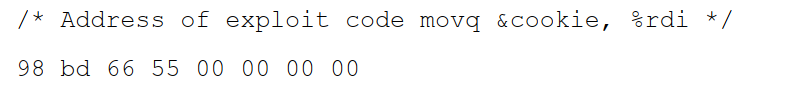 /* Address of exploit code movq &cookie, %rdi */
98 bd 66 55 00 00 00 00